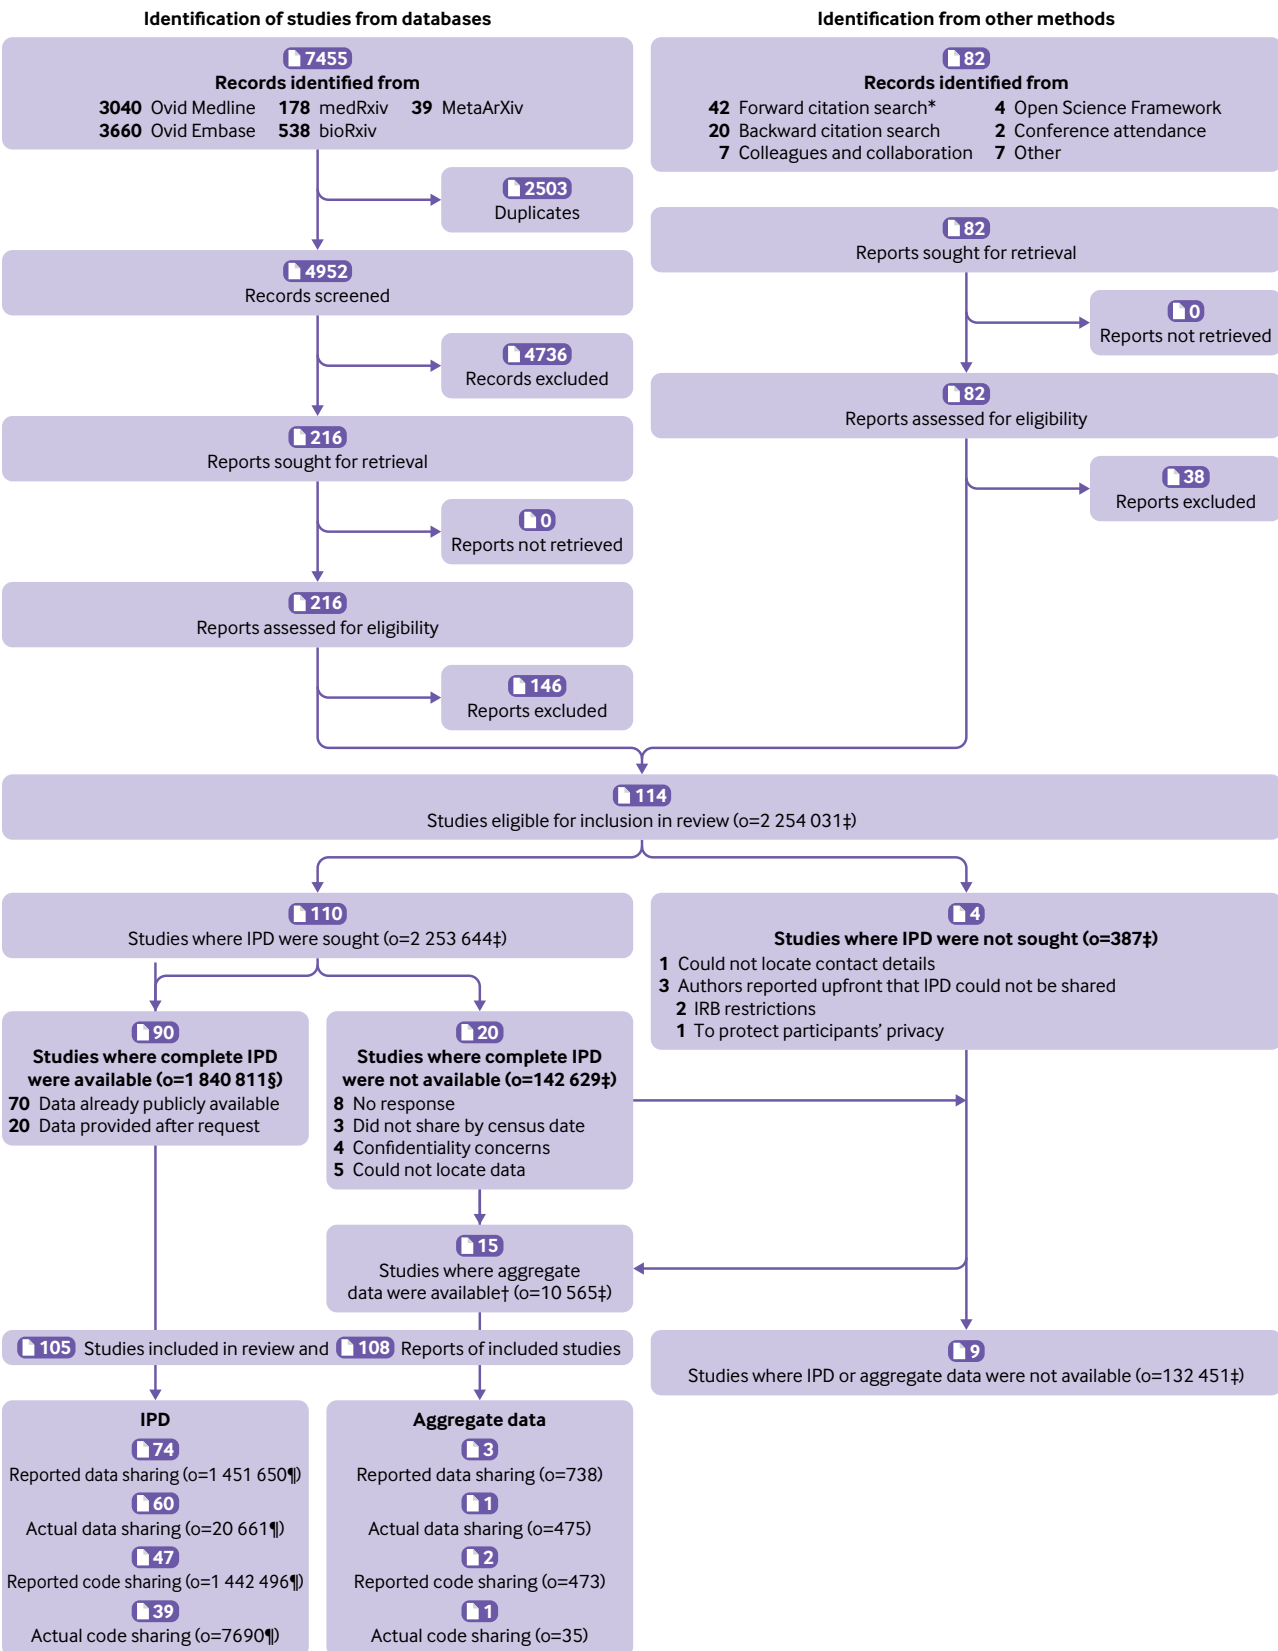 Identification of studies from databases
7455
Records identified from
3040 Ovid Medline 178 medRxiv 39 MetaArXiv
3660 Ovid Embase 538 bioRxiv
2503
Duplicates
4952
Records screened
4736
Records excluded
216
Reports sought for retrieval
0
Reports not retrieved
216
Reports assessed for eligibility
146
Reports excluded
Identification from other methods
82
Records identified from
42 Forward citation search* 4 Open Science Framework
20 Backward citation search 2 Conference attendance
7 Colleagues and collaboration 7 Other
82
Reports sought for retrieval
0
Reports not retrieved
82
Reports assessed for eligibility
38
Reports excluded
114
Studies eligible for inclusion in review (o=2 254 031‡)
110
Studies where IPD were sought (o=2 253 644‡)
4
Studies where IPD were not sought (o=387‡)
1 Could not locate contact details
3 Authors reported upfront that IPD could not be shared
2 IRB restrictions
1 To protect participants' privacy
90
Studies where complete IPD
were available (o=1 840 811§)
70 Data already publicly available
20 Data provided after request
20
Studies where complete IPD
were not available (o=142 629‡)
8 No response
3 Did not share by census date
4 Confidentiality concerns
5 Could not locate data
15
Studies where aggregate
data were available† (o=10 565‡)
105 Studies included in review and 108 Reports of included studies
9
Studies where IPD or aggregate data were not available (o=132 451‡)
IPD
74
Reported data sharing (o=1 451 650¶)
60
Actual data sharing (o=20 661¶)
47
Reported code sharing (o=1 442 496¶)
39
Actual code sharing (o=7690¶)
Aggregate data
3
Reported data sharing (o=738)
1
Actual data sharing (o=475)
2
Reported code sharing (o=473)
1
Actual code sharing (o=35)